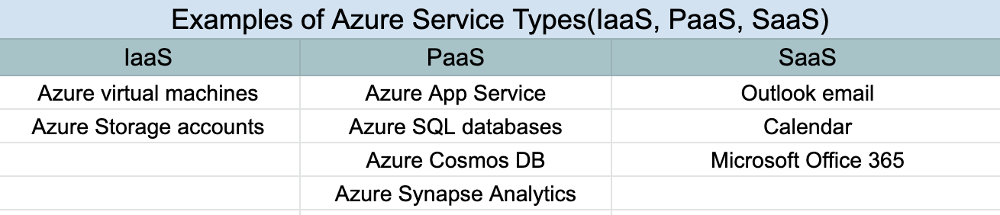 Examples of Azure Service Types(IaaS, PaaS, SaaS)
IaaS PaaS SaaS
Azure virtual machines Azure App Service Outlook email
Azure Storage accounts Azure SQL databases Calendar
Azure Cosmos DB Microsoft Office 365
Azure Synapse Analytics